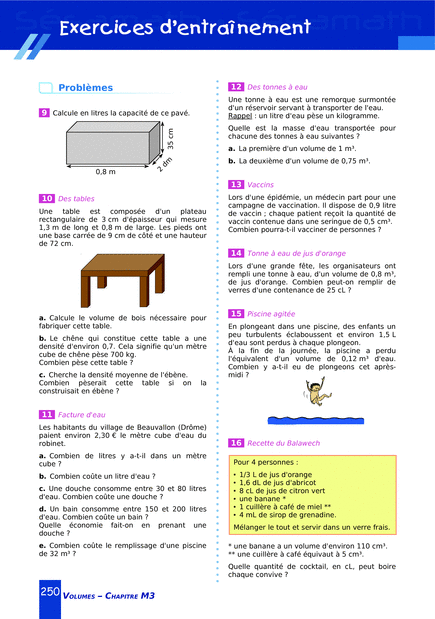 Exercices d'entraînement
Problèmes
9 Calcule en litres la capacité de ce pavé.
35 cm
2 dm
0,8 m
10 Des tables
Une table est composée d'un plateau
rectangulaire de 3 cm d'épaisseur qui mesure
1,3 m de long et 0,8 m de large. Les pieds ont
une base carrée de 9 cm de côté et une hauteur
de 72 cm.
a. Calcule le volume de bois nécessaire pour
fabriquer cette table.
b. Le chêne qui constitue cette table a une
densité d'environ 0,7. Cela signifie qu'un mètre
cube de chêne pèse 700 kg.
Combien pèse cette table ?
c. Cherche la densité moyenne de l'ébène.
Combien pèserait cette table si on la
construisait en ébène ?
11 Facture d'eau
Les habitants du village de Beauvallon (Drôme)
paient environ 2,30 € le mètre cube d'eau du
robinet.
a. Combien de litres y a-t-il dans un mètre
cube ?
b. Combien coûte un litre d'eau ?
c. Une douche consomme entre 30 et 80 litres
d'eau. Combien coûte une douche ?
d. Un bain consomme entre 150 et 200 litres
d'eau. Combien coûte un bain ?
Quelle économie fait-on en prenant une
douche ?
e. Combien coûte le remplissage d'une piscine
de 32 m³ ?
12 Des tonnes à eau
Une tonne à eau est une remorque surmontée
d'un réservoir servant à transporter de l'eau.
Rappel : un litre d'eau pèse un kilogramme.
Quelle est la masse d'eau transportée pour
chacune des tonnes à eau suivantes ?
a. La première d'un volume de 1 m³.
b. La deuxième d'un volume de 0,75 m³.
13 Vaccins
Lors d'une épidémie, un médecin part pour une
campagne de vaccination. Il dispose de 0,9 litre
de vaccin ; chaque patient reçoit la quantité de
vaccin contenue dans une seringue de 0,5 cm³.
Combien pourra-t-il vacciner de personnes ?
14 Tonne à eau de jus d'orange
Lors d'une grande fête, les organisateurs ont
rempli une tonne à eau, d'un volume de 0,8 m³,
de jus d'orange. Combien peut-on remplir de
verres d'une contenance de 25 cL ?
15 Piscine agitée
En plongeant dans une piscine, des enfants un
peu turbulents éclaboussent et environ 1,5 L
d'eau sont perdus à chaque plongeon.
À la fin de la journée, la piscine a perdu
l'équivalent d'un volume de 0,12 m³ d'eau.
Combien y a-t-il eu de plongeons cet après-
midi ?
16 Recette du Balawech
Pour 4 personnes :
• 1/3 L de jus d'orange
• 1,6 dL de jus d'abricot
• 8 cL de jus de citron vert
• une banane *
• 1 cuillère à café de miel **
• 4 mL de sirop de grenadine.
Mélanger le tout et servir dans un verre frais.
* une banane a un volume d'environ 110 cm³.
** une cuillère à café équivaut à 5 cm³.
Quelle quantité de cocktail, en cL, peut boire
chaque convive ?
250 Volumes – Chapitre M3